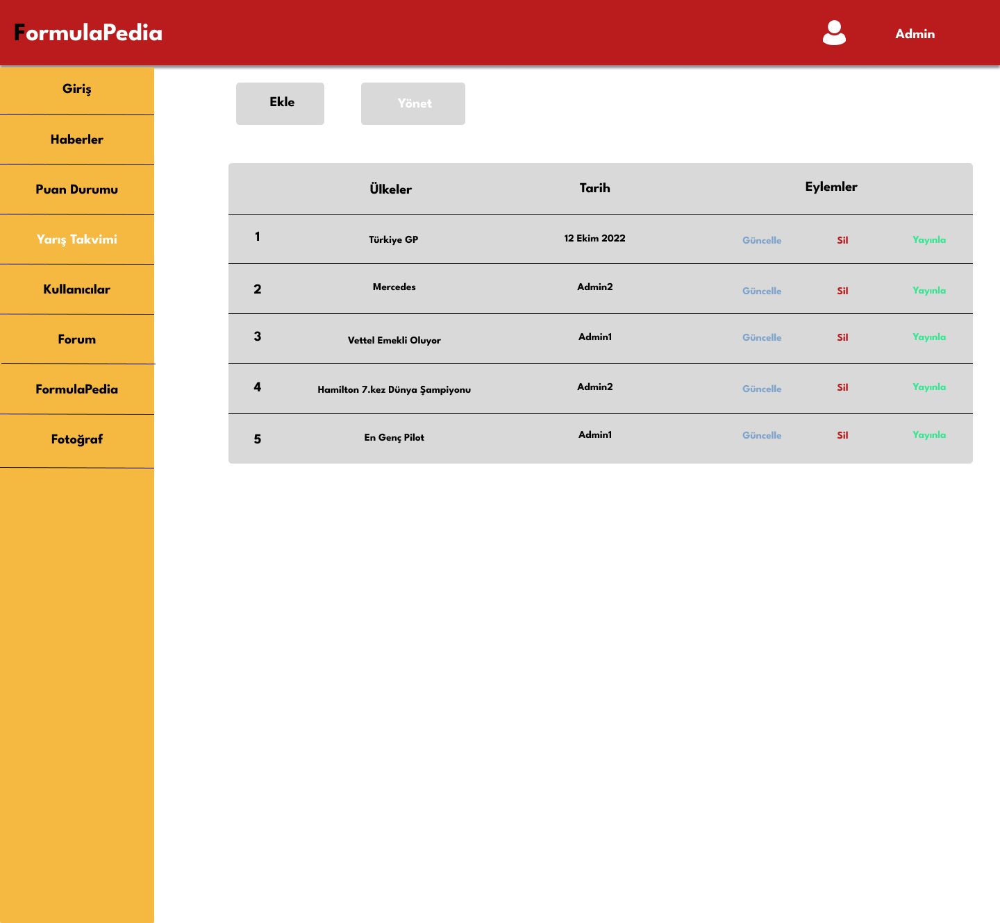 FormulaPedia
Admin
Giriş
Haberler
Puan Durumu
Yarış Takvimi
Kullanıcılar
Forum
FormulaPedia
Fotoğraf
Ekle
Yönet
Ülkeler Tarih Eylemler
1 Türkiye GP 12 Ekim 2022 Güncelle Sil Yayınla
2 Mercedes Admin2 Güncelle Sil Yayınla
3 Vettel Emekli Oluyor Admin1 Güncelle Sil Yayınla
4 Hamilton 7.kez Dünya Şampiyonu Admin2 Güncelle Sil Yayınla
5 En Genç Pilot Admin1 Güncelle Sil Yayınla